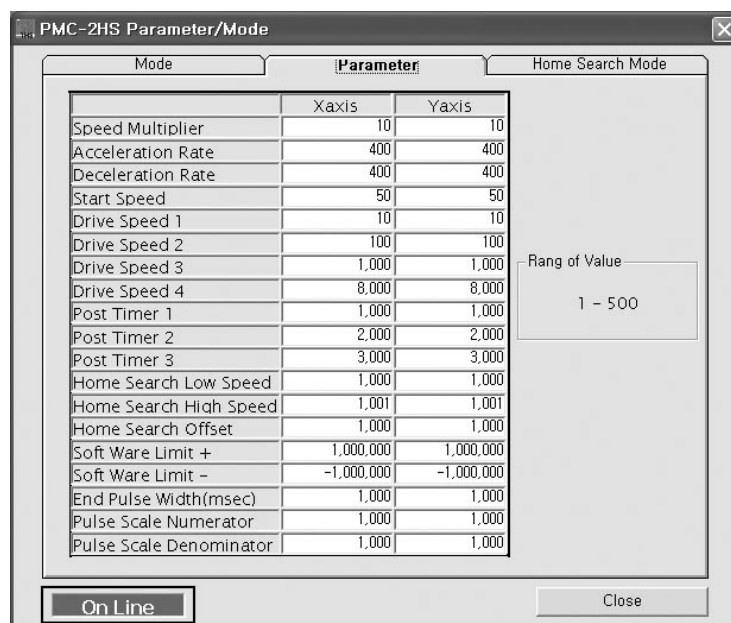 PMC-2HS Parameter/Mode
Mode Parameter Home Search Mode
Xaxis Yaxis
Speed Multiplier 10 10
Acceleration Rate 400 400
Deceleration Rate 400 400
Start Speed 50 50
Drive Speed 1 10 10
Drive Speed 2 100 100
Drive Speed 3 1,000 1,000
Drive Speed 4 8,000 8,000
Post Timer 1 1,000 1,000
Post Timer 2 2,000 2,000
Post Timer 3 3,000 3,000
Home Search Low Speed 1,000 1,000
Home Search High Speed 1,001 1,001
Home Search Offset 1,000 1,000
Soft Ware Limit + 1,000,000 1,000,000
Soft Ware Limit - -1,000,000 -1,000,000
End Pulse Width(msec) 1,000 1,000
Pulse Scale Numerator 1,000 1,000
Pulse Scale Denominator 1,000 1,000
Rang of Value
1 - 500
On Line
Close